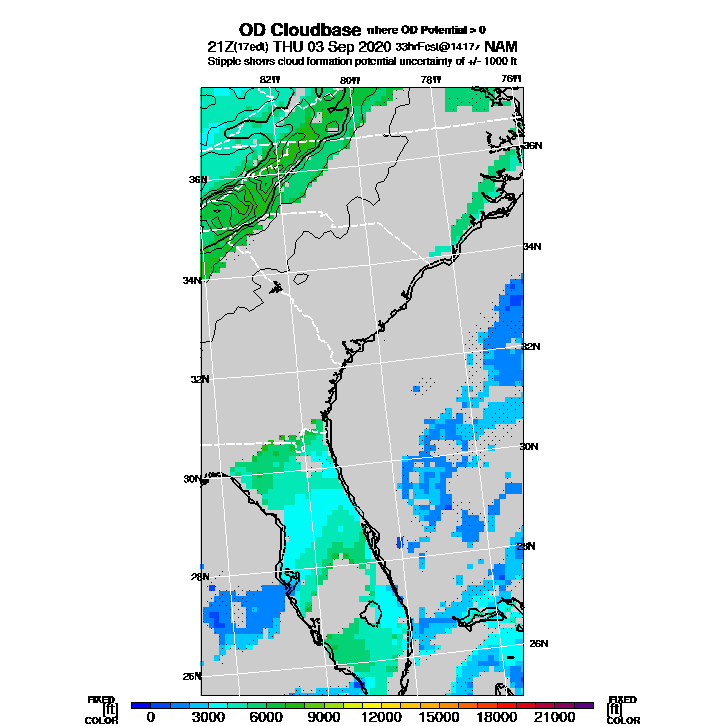 OD Cloudbase where OD Potential > 0
21Z(17edt) THU 03 Sep 2020 33hrFcst@1417z NAM
Stipple shows cloud formation potential uncertainty of +/- 1000 ft
82W 80W 78W 76W
36N 36N
34N 34N
32N 32N
30N 30N
28N 28N
26N 26N
FIXED FIXED
[ft] [ft]
COLOR COLOR
0 3000 6000 9000 12000 15000 18000 21000